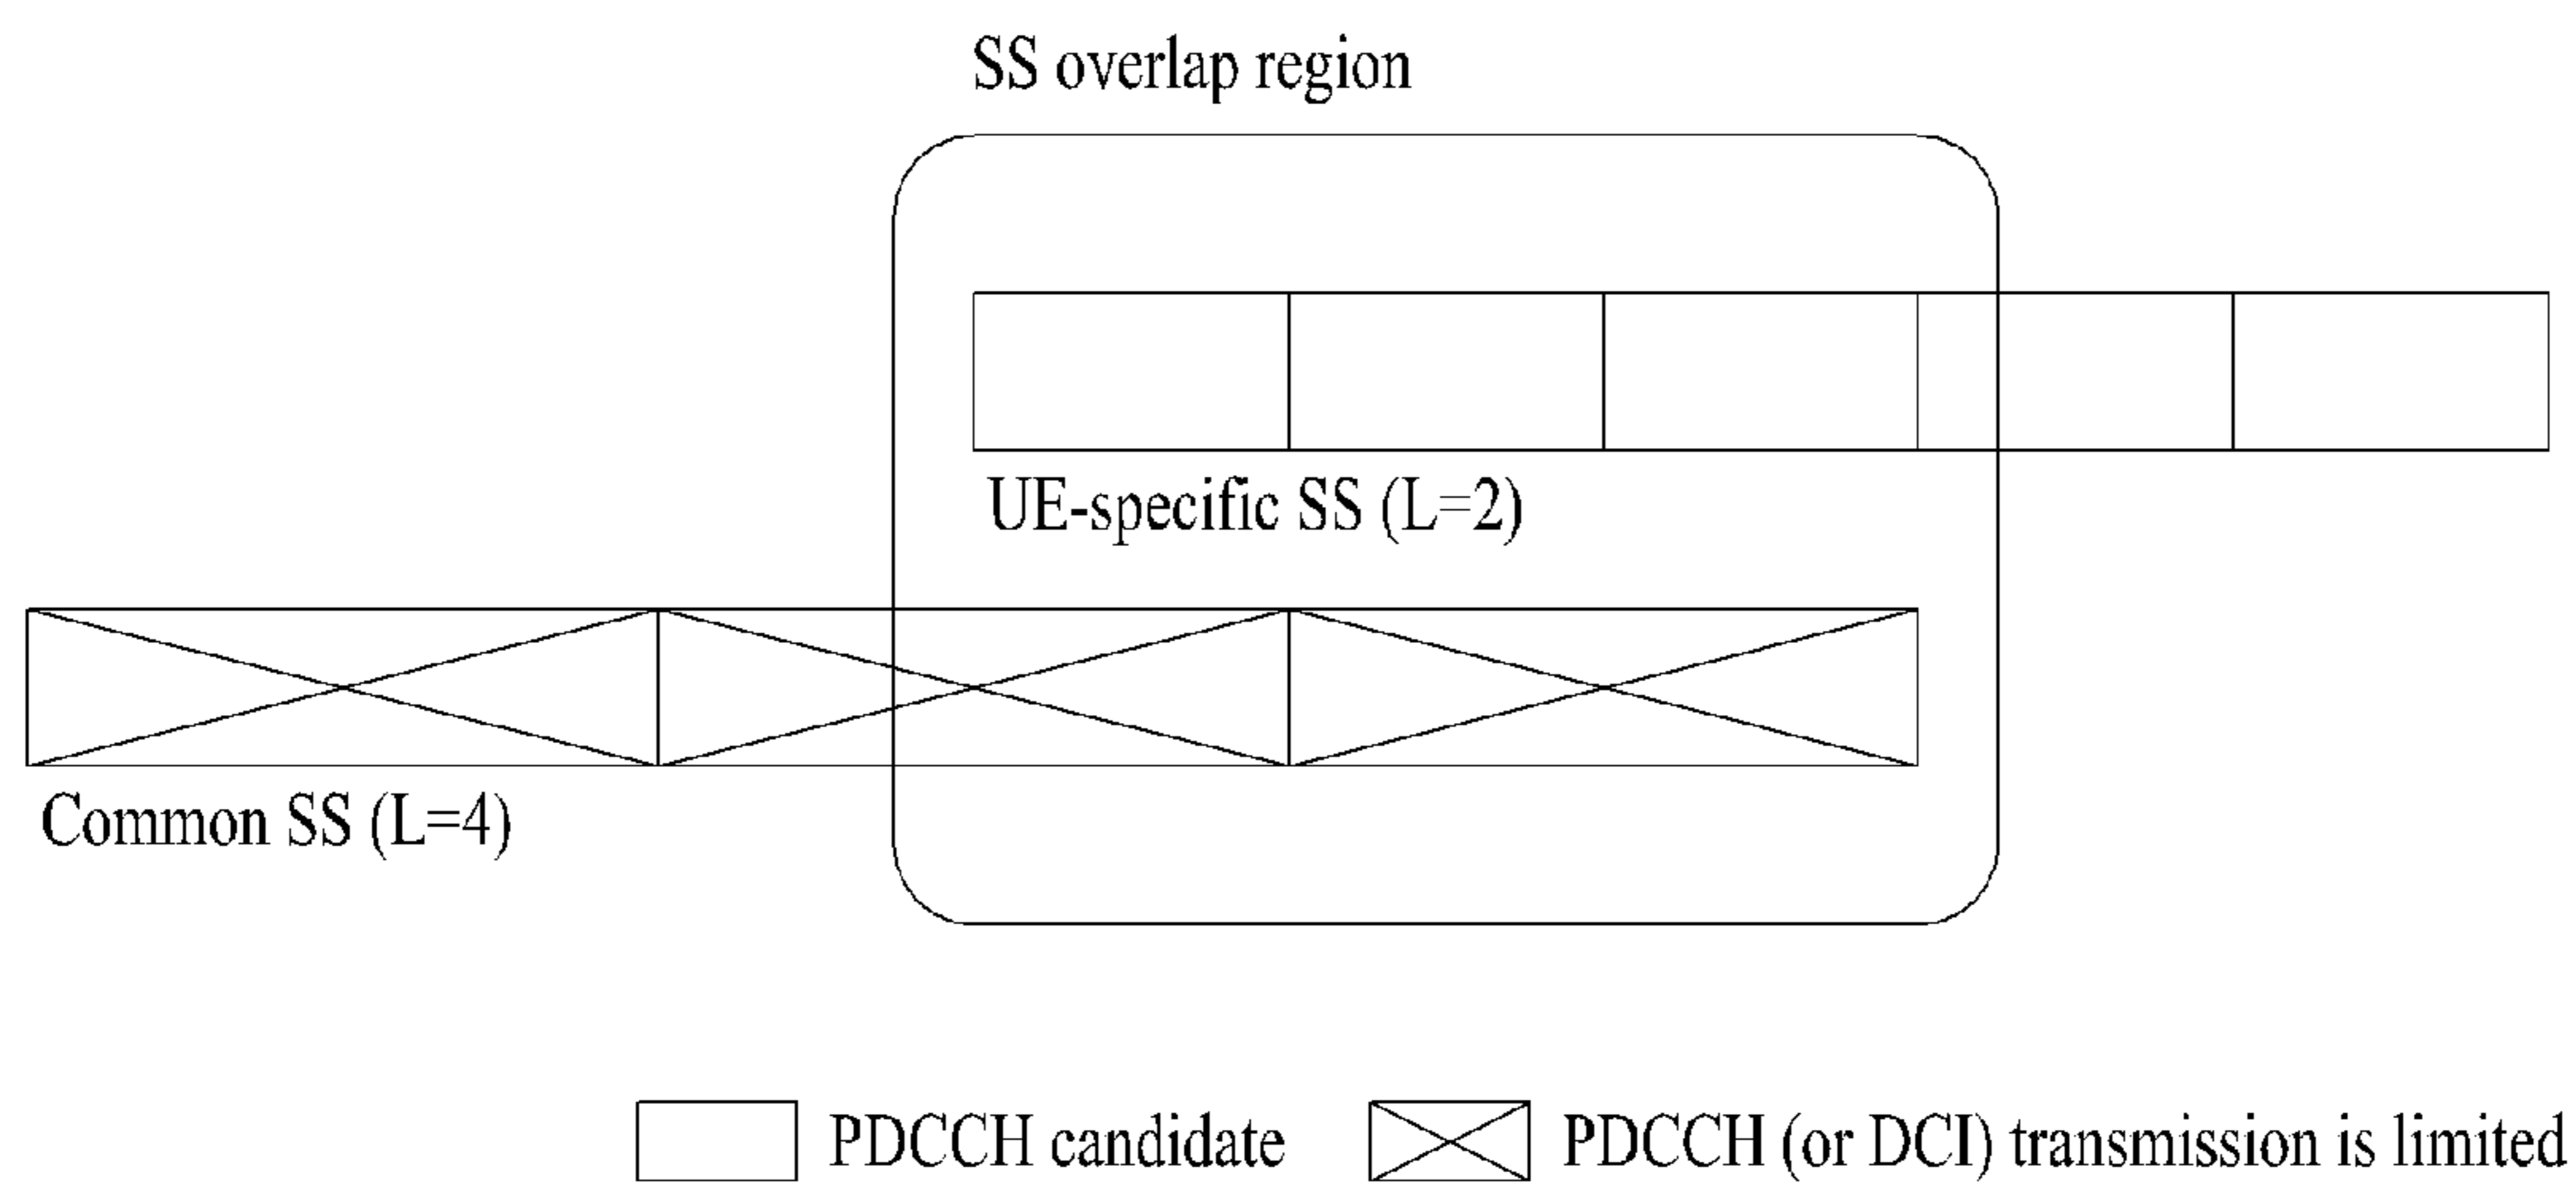 SS overlap region
UE-specific SS (L=2)
Common SS (L=4)
PDCCH candidate
PDCCH (or DCI) transmission is limited